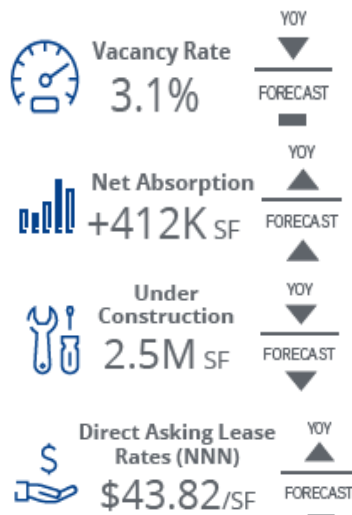 YOY
Vacancy Rate
3.1%
FORECAST
YOY
Net Absorption
+412K SF
FORECAST
Under
Construction
YOY
2.5M SF
FORECAST
Direct Asking Lease
Rates (NNN)
YOY
$
$43.82/SF
FORECAST